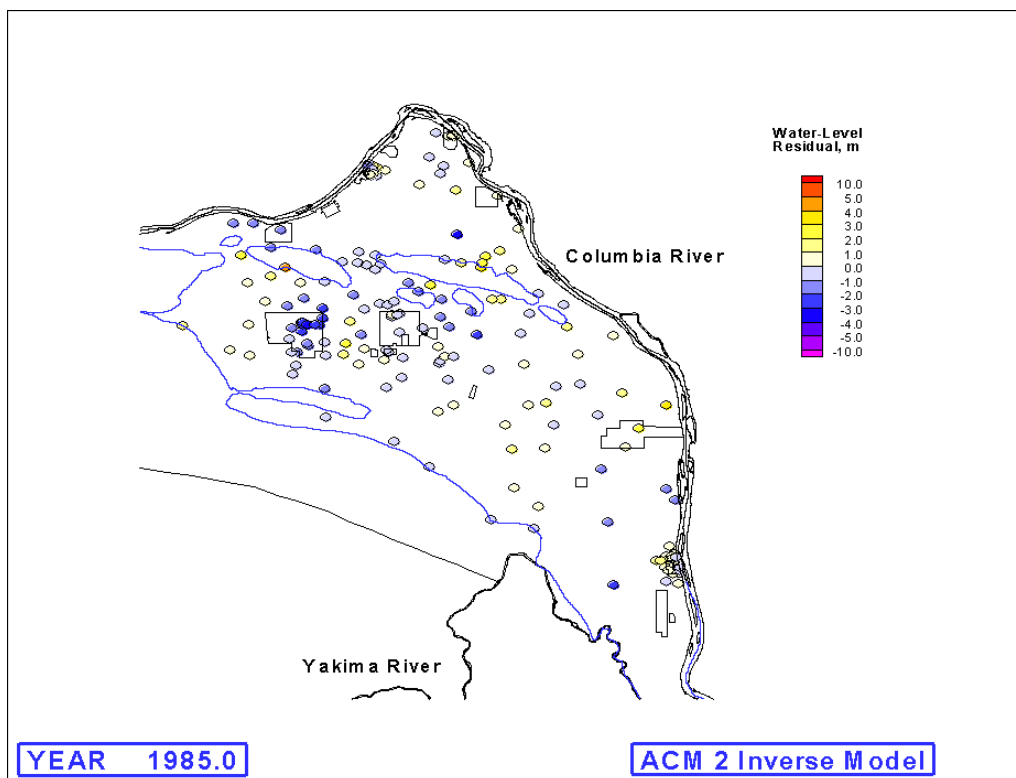 Water-Level
Residual, m
10.0
5.0
4.0
3.0
2.0
1.0
0.0
-1.0
-2.0
-3.0
-4.0
-5.0
-10.0
Columbia River
Yakima River
YEAR 1985.0
ACM 2 Inverse Model